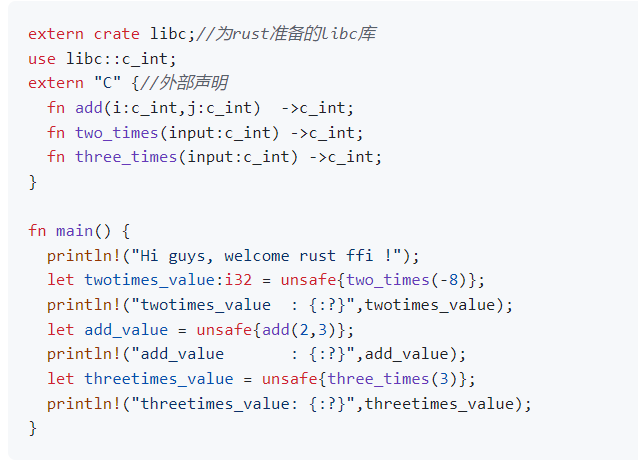 extern crate libc;//为rust准备的libc库
use libc::c_int;
extern "C" {//外部声明
  fn add(i:c_int,j:c_int)  ->c_int;
  fn two_times(input:c_int) ->c_int;
  fn three_times(input:c_int) ->c_int;
}

fn main() {
  println!("Hi guys, welcome rust ffi !");
  let twotimes_value:i32 = unsafe{two_times(-8)};
  println!("twotimes_value  : {:?}",twotimes_value);
  let add_value = unsafe{add(2,3)};
  println!("add_value       : {:?}",add_value);
  let threetimes_value = unsafe{three_times(3)};
  println!("threetimes_value: {:?}",threetimes_value);
}